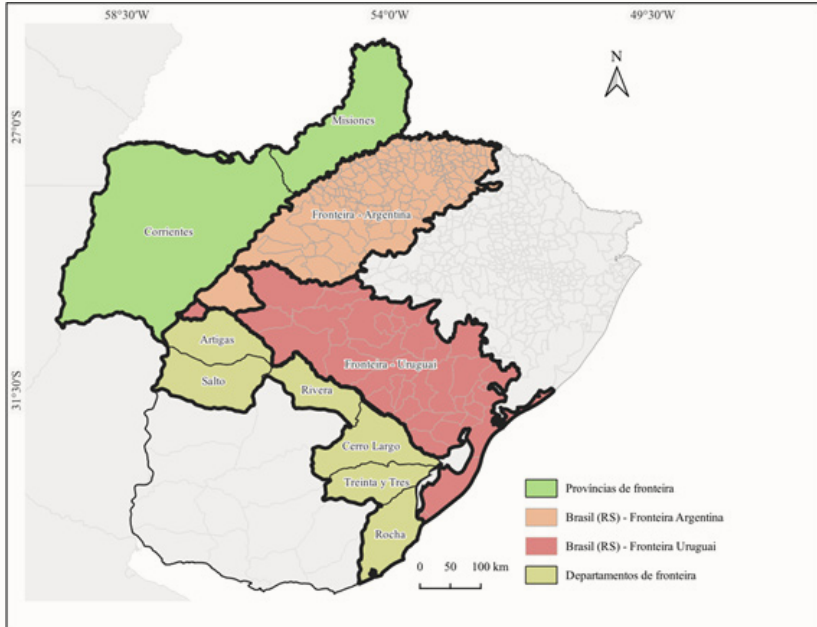 58°30'W
54°0'W
49°30'W
N
27°0'S
Misiones
Fronteira - Argentina
Corrientes
Artigas
Fronteira - Uruguai
31°30'S
Salto
Rivera
Cerro Largo
Treinta y Tres
Rocha
Províncias de fronteira
Brasil (RS) - Fronteira Argentina
Brasil (RS) - Fronteira Uruguai
Departamentos de fronteira
0 50 100 km